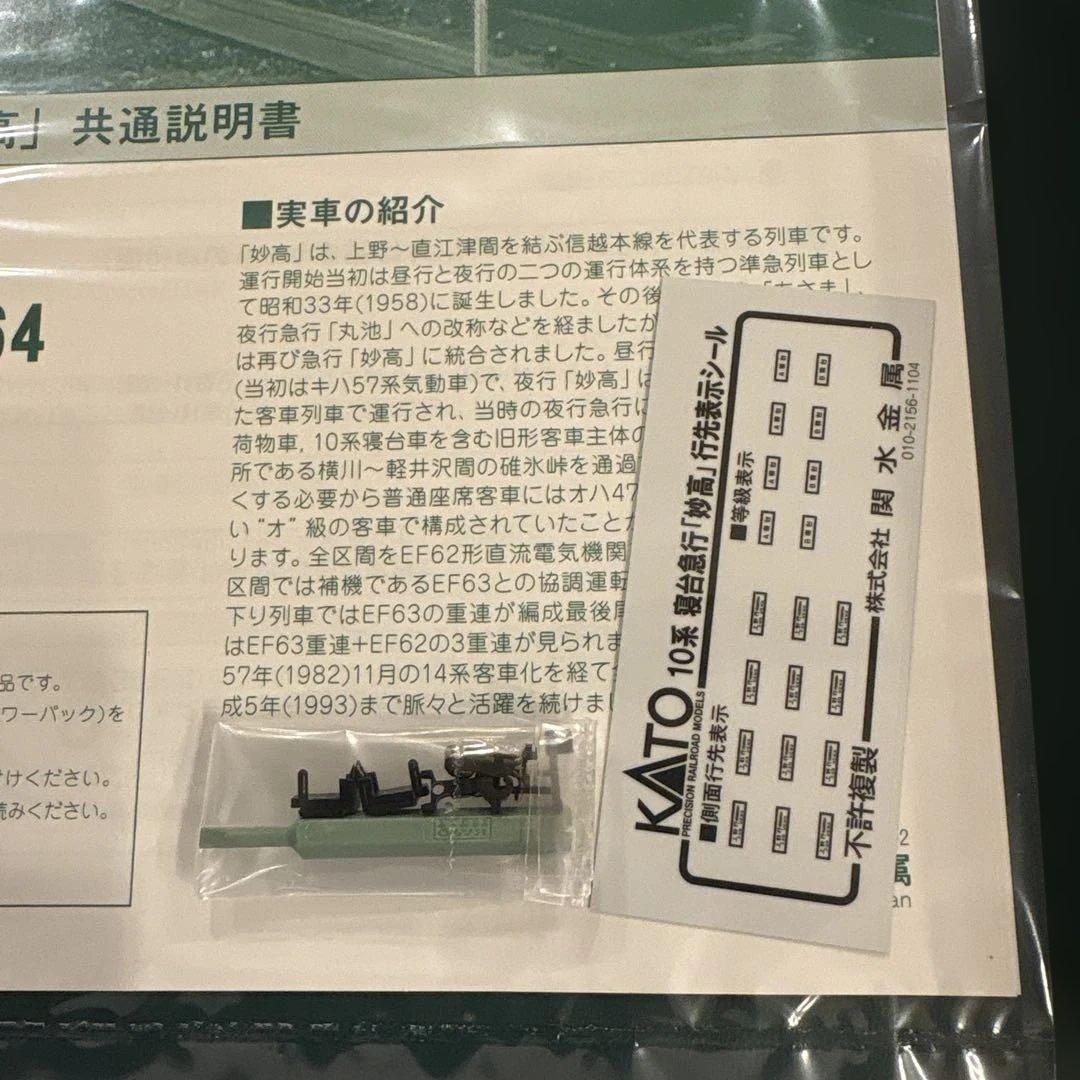 高」 共通説明書
64
■実車の紹介
「妙高」は、上野～直江津間を結ぶ信越本線を代表する列車です。
運行開始当初は昼行と夜行の二つの運行体系を持つ準急列車とし
て昭和33年(1958)に誕生しました。その後
夜行急行「丸池」への改称などを経ましたが
は再び急行「妙高」に統合されました。昼行
(当初はキハ57系気動車)で、夜行「妙高」は
た客車列車で運行され、当時の夜行急行に
荷物車，10系寝台車を含む旧形客車主体の
所である横川～軽井沢間の碓氷峠を通過
くする必要から普通座席客車にはオハ47
い “オ” 級の客車で構成されていたことが
ります。全区間をEF62形直流電気機関
区間では補機であるEF63との協調運転
下り列車ではEF63の重連が編成最後尾
はEF63重連+EF62の3重連が見られま
57年(1982)11月の14系客車化を経て
成5年(1993)まで脈々と活躍を続けまし
品です。
ワーパック)を
けください。
読みください。
KATO
PRECISION RAILROAD MODELS
10系 寝台急行「妙高」行先表示シール
■側面行先表示
■等級表示
不許複製
株式会社 関水金属
010-2156-1104
2
an